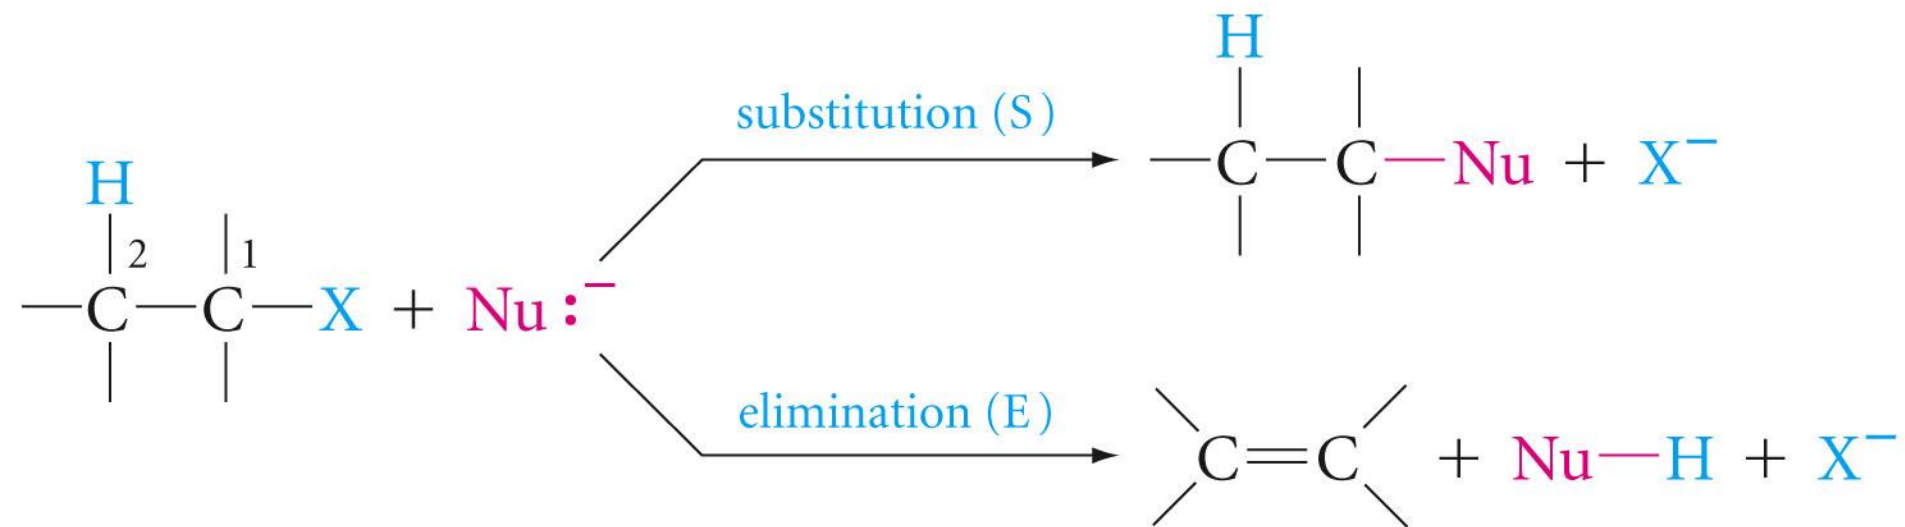 H
substitution (S)
C C Nu + X⁻
H
2 1
C C X + Nu:⁻
elimination (E)
C=C + Nu—H + X⁻